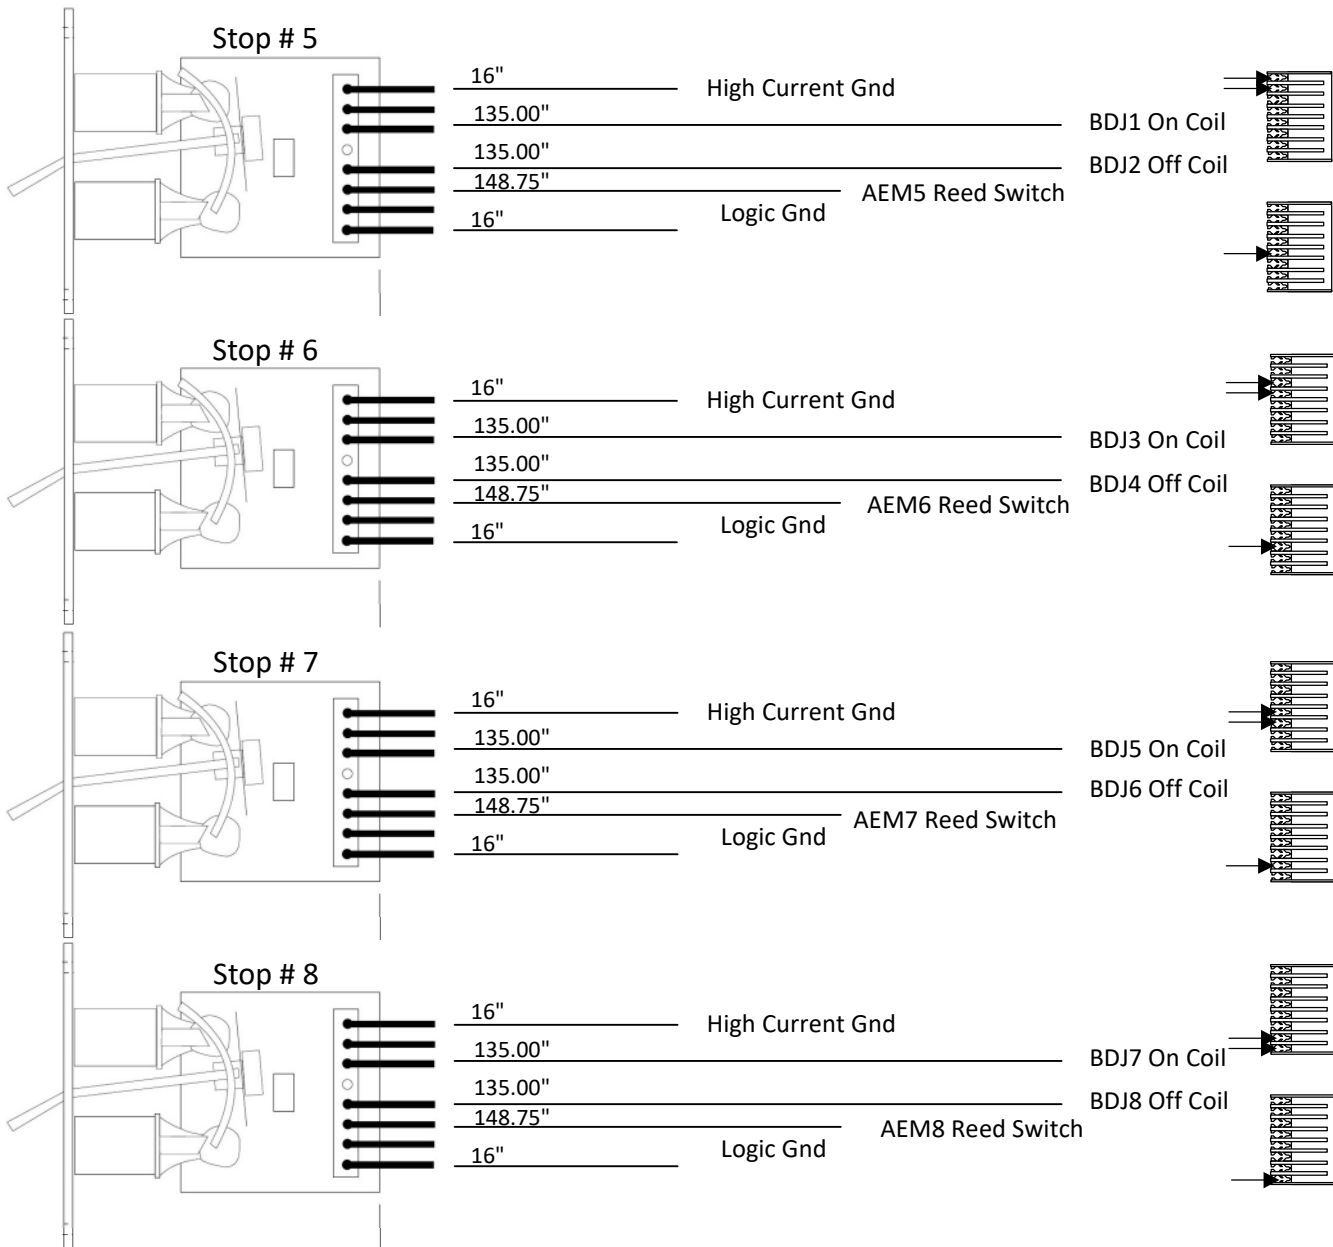 Stop # 5
16"
High Current Gnd
135.00"
BDJ1 On Coil
135.00"
BDJ2 Off Coil
148.75"
AEM5 Reed Switch
Logic Gnd
16"
Stop # 6
16"
High Current Gnd
135.00"
BDJ3 On Coil
135.00"
BDJ4 Off Coil
148.75"
AEM6 Reed Switch
Logic Gnd
16"
Stop # 7
16"
High Current Gnd
135.00"
BDJ5 On Coil
135.00"
BDJ6 Off Coil
148.75"
AEM7 Reed Switch
Logic Gnd
16"
Stop # 8
16"
High Current Gnd
135.00"
BDJ7 On Coil
135.00"
BDJ8 Off Coil
148.75"
AEM8 Reed Switch
Logic Gnd
16"